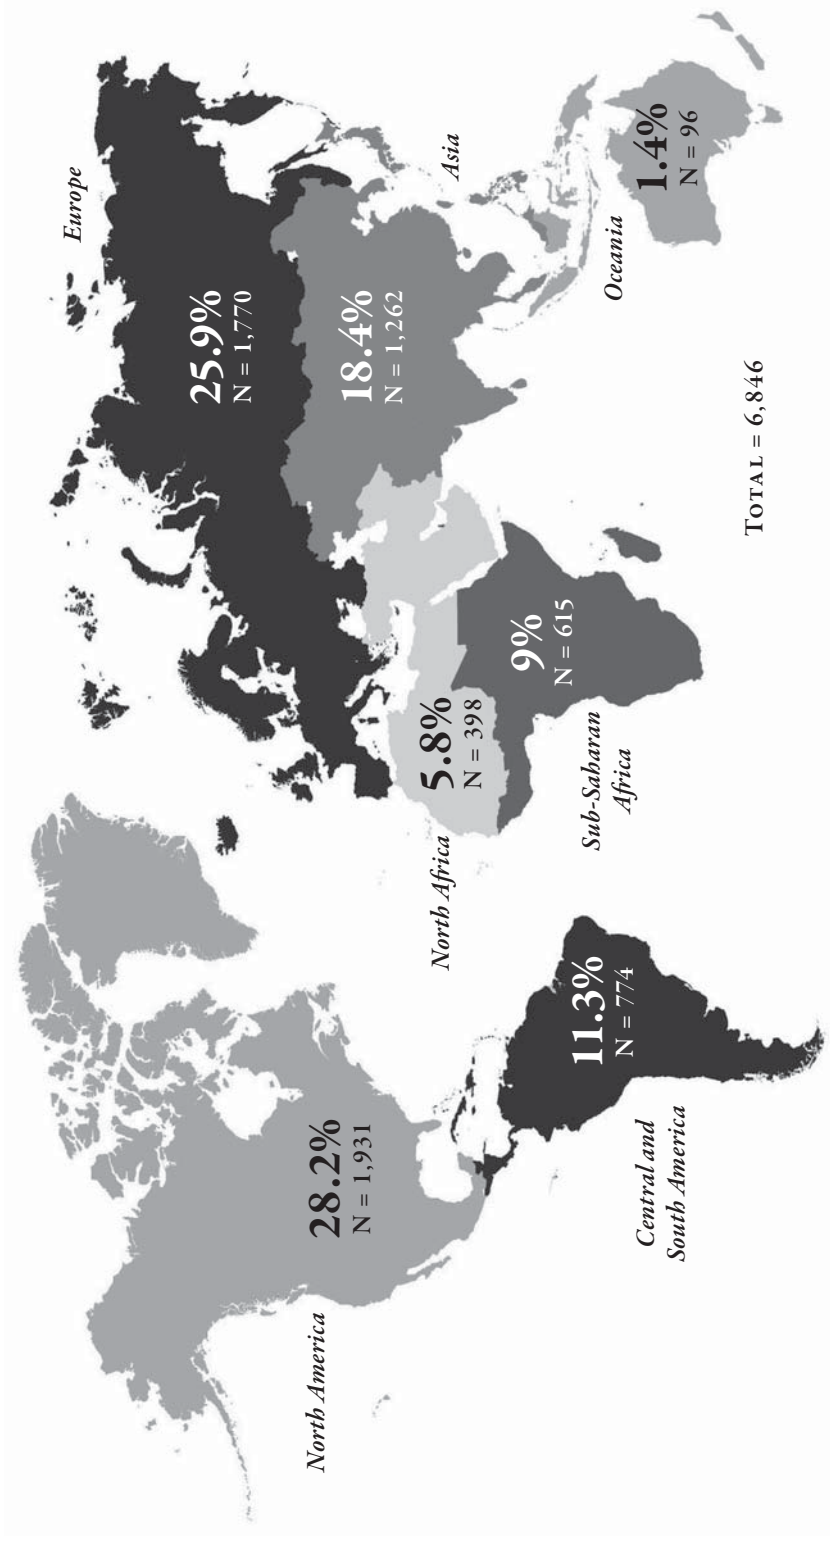 North America
28.2%
N = 1,931
Central and
South America
11.3%
N = 774
Europe
25.9%
N = 1,770
Asia
18.4%
N = 1,262
North Africa
5.8%
N = 398
Sub-Saharan
Africa
9%
N = 615
Oceania
1.4%
N = 96
Total = 6,846